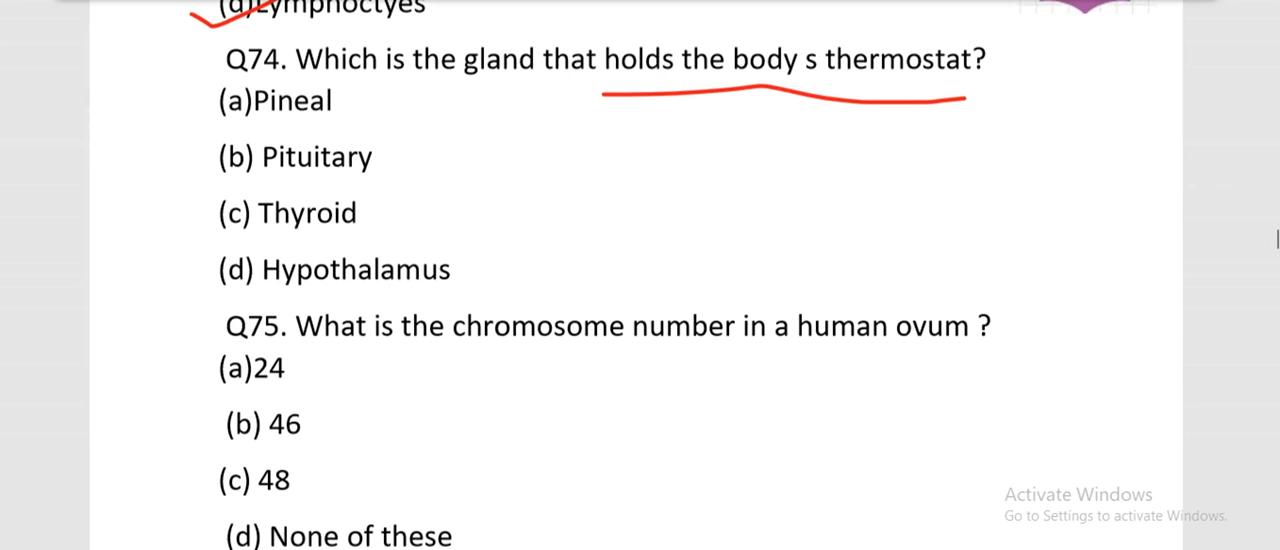 (d)Lymphoctyes
Q74. Which is the gland that holds the body s thermostat?
(a)Pineal
(b) Pituitary
(c) Thyroid
(d) Hypothalamus
Q75. What is the chromosome number in a human ovum ?
(a)24
(b) 46
(c) 48
(d) None of these
Activate Windows
Go to Settings to activate Windows.